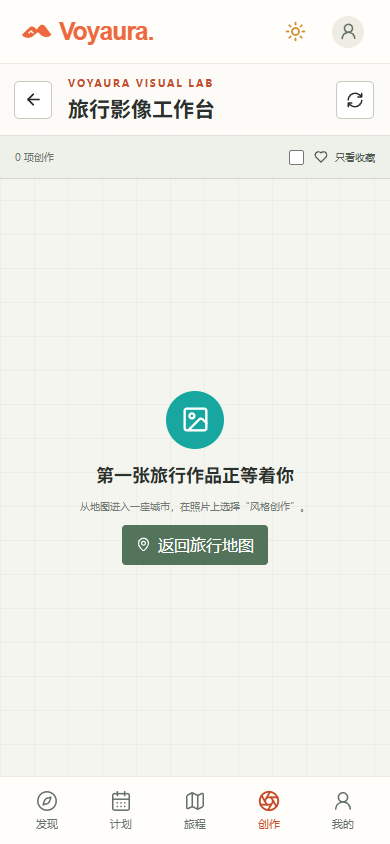 Voyaura.
VOYAURA VISUAL LAB
旅行影像工作台
0 项创作
只看收藏
第一张旅行作品正等着你
从地图进入一座城市，在照片上选择“风格创作”。
返回旅行地图
发现
计划
旅程
创作
我的